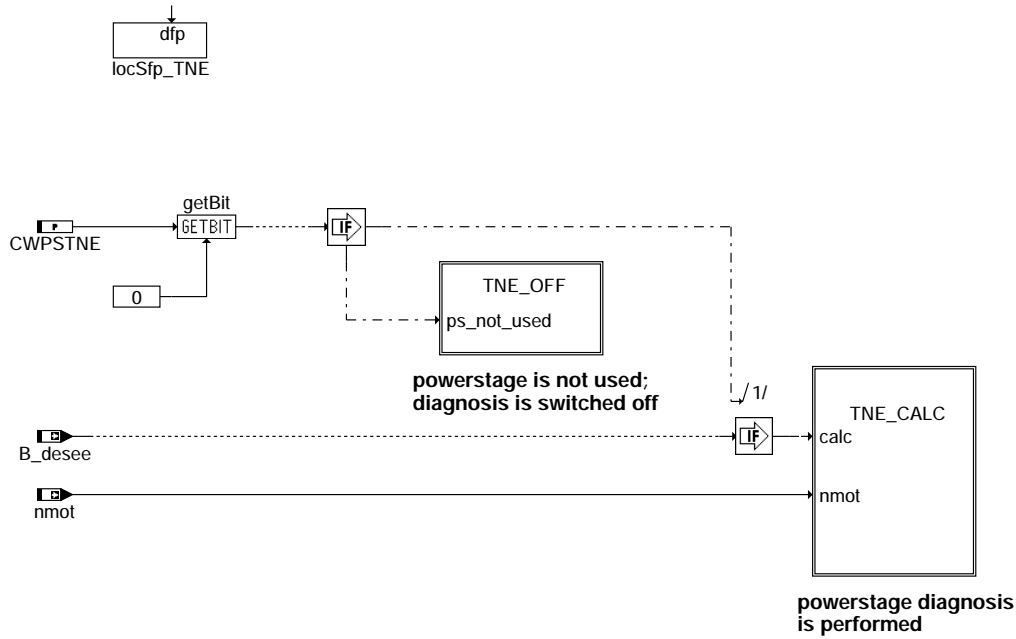 dfp
locSfp_TNE
getBit
P
GETBIT
IF
CWPSTNE
0
TNE_OFF
ps_not_used
powerstage is not used;
diagnosis is switched off
/1/
TNE_CALC
IF
calc
B_desee
nmot
nmot
powerstage diagnosis
is performed